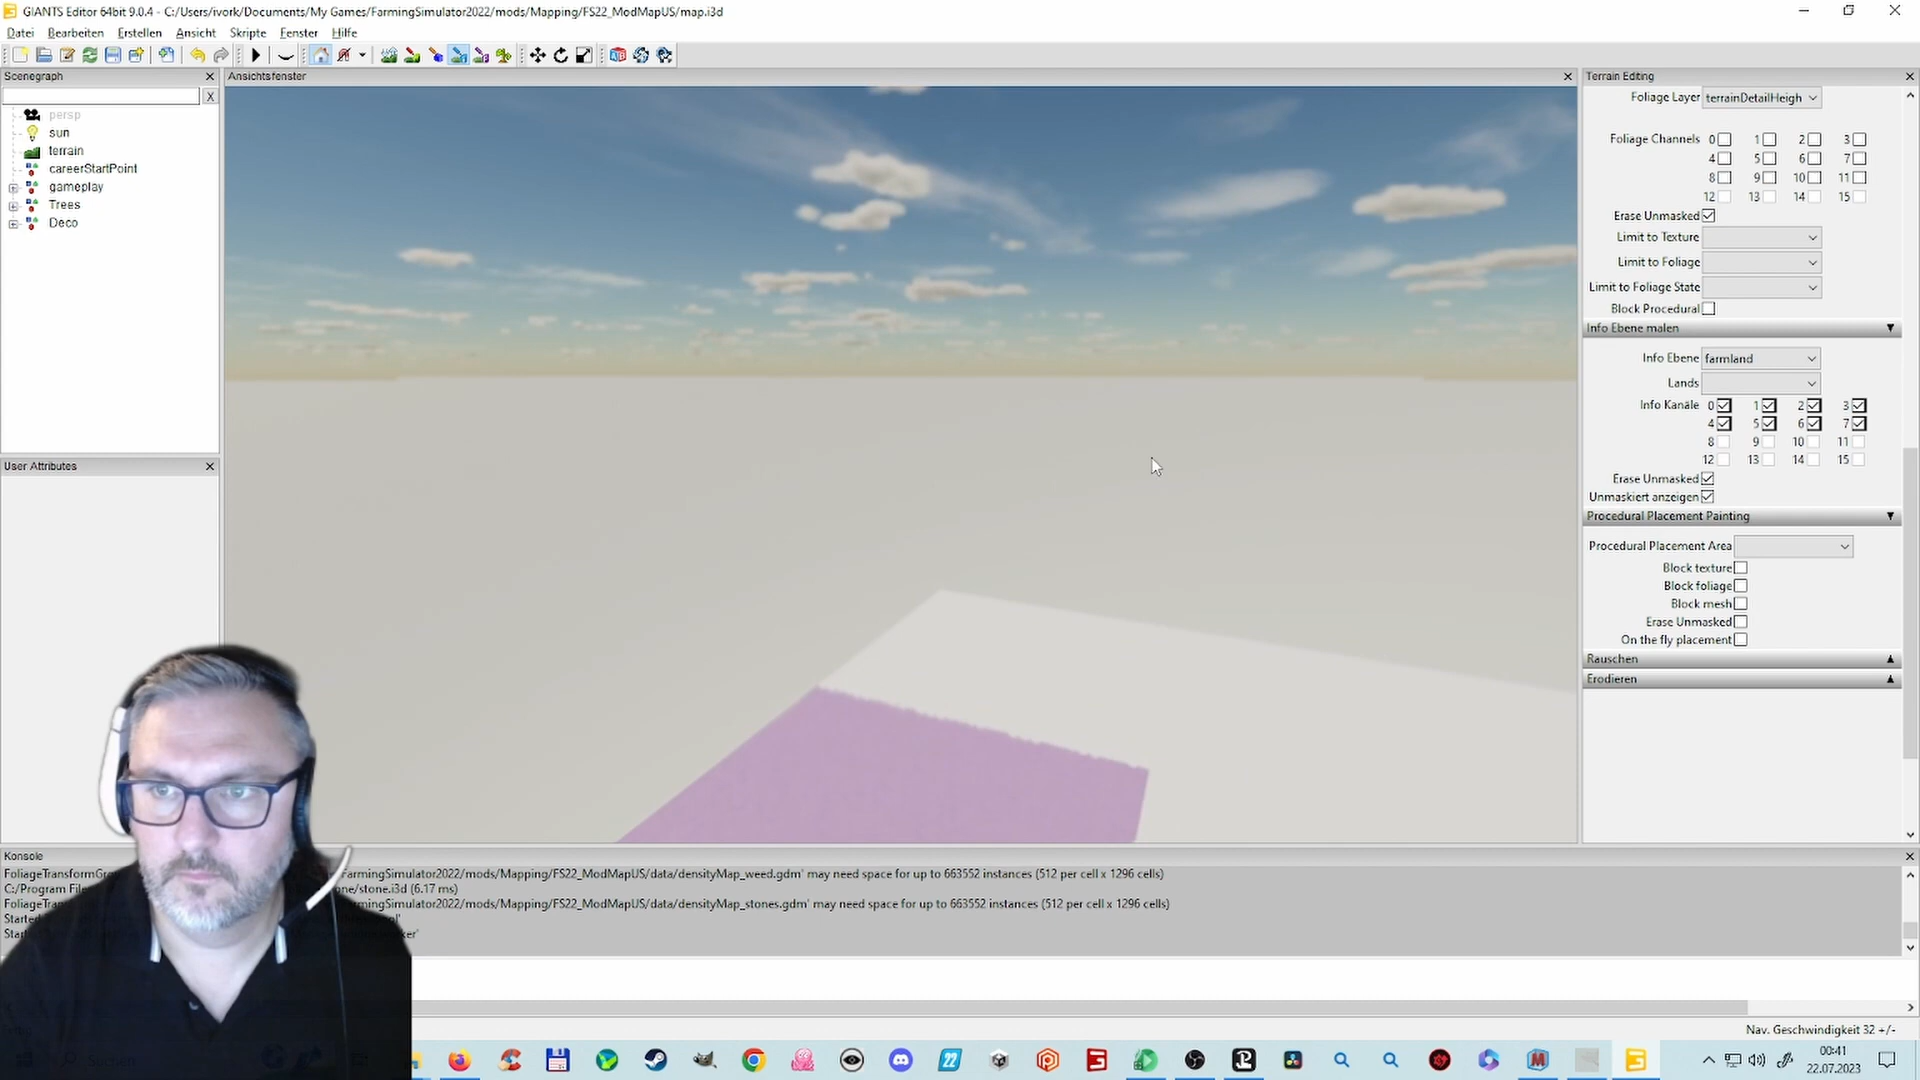 GIANTS Editor 64bit 9.0.4 - C:/Users/ivork/Documents/My Games/FarmingSimulator2022/mods/Mapping/FS22_ModMapUS/map.i3d
Datei Bearbeiten Erstellen Ansicht Skripte Fenster Hilfe
Scenegraph
X
persp
sun
terrain
careerStartPoint
gameplay
Trees
Deco
User Attributes
Ansichtsfenster
Terrain Editing
Foliage Layer terrainDetailHeigh
Foliage Channels 0 1 2 3
4 5 6 7
8 9 10 11
12 13 14 15
Erase Unmasked
Limit to Texture
Limit to Foliage
Limit to Foliage State
Block Procedural
Info Ebene malen
Info Ebene farmland
Lands
Info Kanäle 0 1 2 3
4 5 6 7
8 9 10 11
12 13 14 15
Erase Unmasked
Unmaskiert anzeigen
Procedural Placement Painting
Procedural Placement Area
Block texture
Block foliage
Block mesh
Erase Unmasked
On the fly placement
Rauschen
Erodieren
Konsole
FarmingSimulator2022/mods/Mapping/FS22_ModMapUS/data/densityMap_weed.gdm' may need space for up to 663552 instances (512 per cell x 1296 cells)
C:/Program File ne/stone.i3d (6.17 ms)
FarmingSimulator2022/mods/Mapping/FS22_ModMapUS/data/densityMap_stones.gdm' may need space for up to 663552 instances (512 per cell x 1296 cells)
Nav. Geschwindigkeit 32 +/-
Suchen
22
00:41
22.07.2023